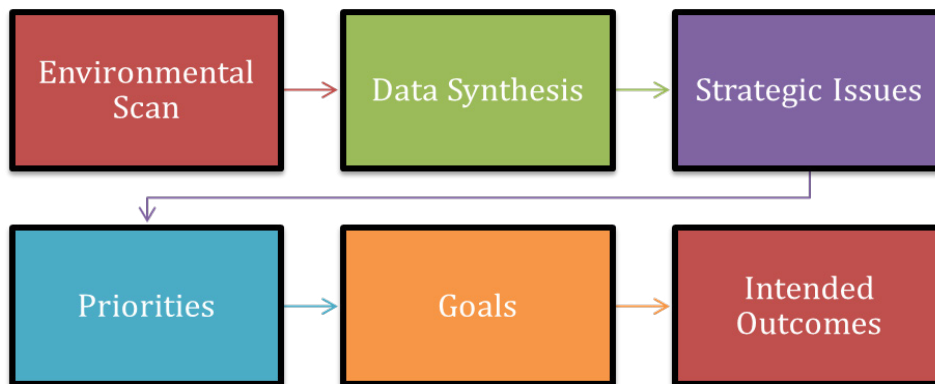 Environmental
Scan
Data Synthesis
Strategic Issues
Priorities
Goals
Intended
Outcomes